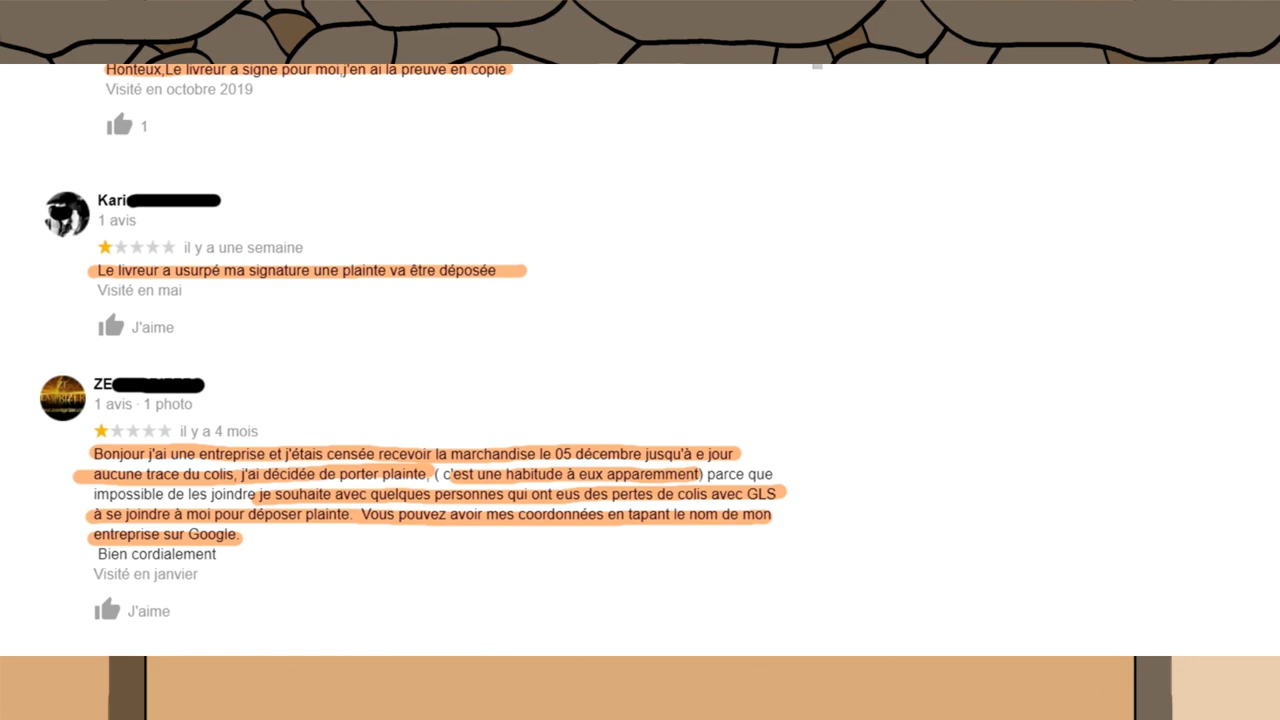 Honteux,Le livreur a signe pour moi,j'en ai la preuve en copie
Visité en octobre 2019
1
Kari
1 avis
il y a une semaine
Le livreur a usurpé ma signature une plainte va être déposée
Visité en mai
J'aime
ZE
1 avis · 1 photo
il y a 4 mois
Bonjour j'ai une entreprise et j'étais censée recevoir la marchandise le 05 décembre jusqu'à e jour
aucune trace du colis, j'ai décidée de porter plainte, ( c'est une habitude à eux apparemment) parce que
impossible de les joindre je souhaite avec quelques personnes qui ont eus des pertes de colis avec GLS
à se joindre à moi pour déposer plainte. Vous pouvez avoir mes coordonnées en tapant le nom de mon
entreprise sur Google.
Bien cordialement
Visité en janvier
J'aime